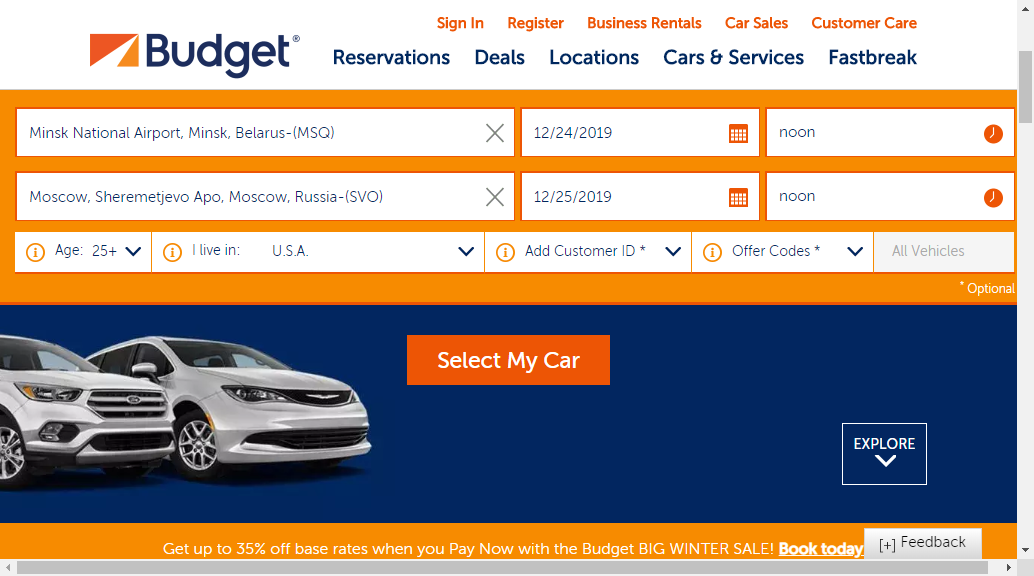 Sign In Register Business Rentals Car Sales Customer Care
Budget®
Reservations Deals Locations Cars & Services Fastbreak
Minsk National Airport, Minsk, Belarus-(MSQ) 12/24/2019 noon
Moscow, Sheremetjevo Apo, Moscow, Russia-(SVO) 12/25/2019 noon
Age: 25+ I live in: U.S.A. Add Customer ID * Offer Codes * All Vehicles
* Optional
Select My Car
EXPLORE
Get up to 35% off base rates when you Pay Now with the Budget BIG WINTER SALE! Book today
[+] Feedback